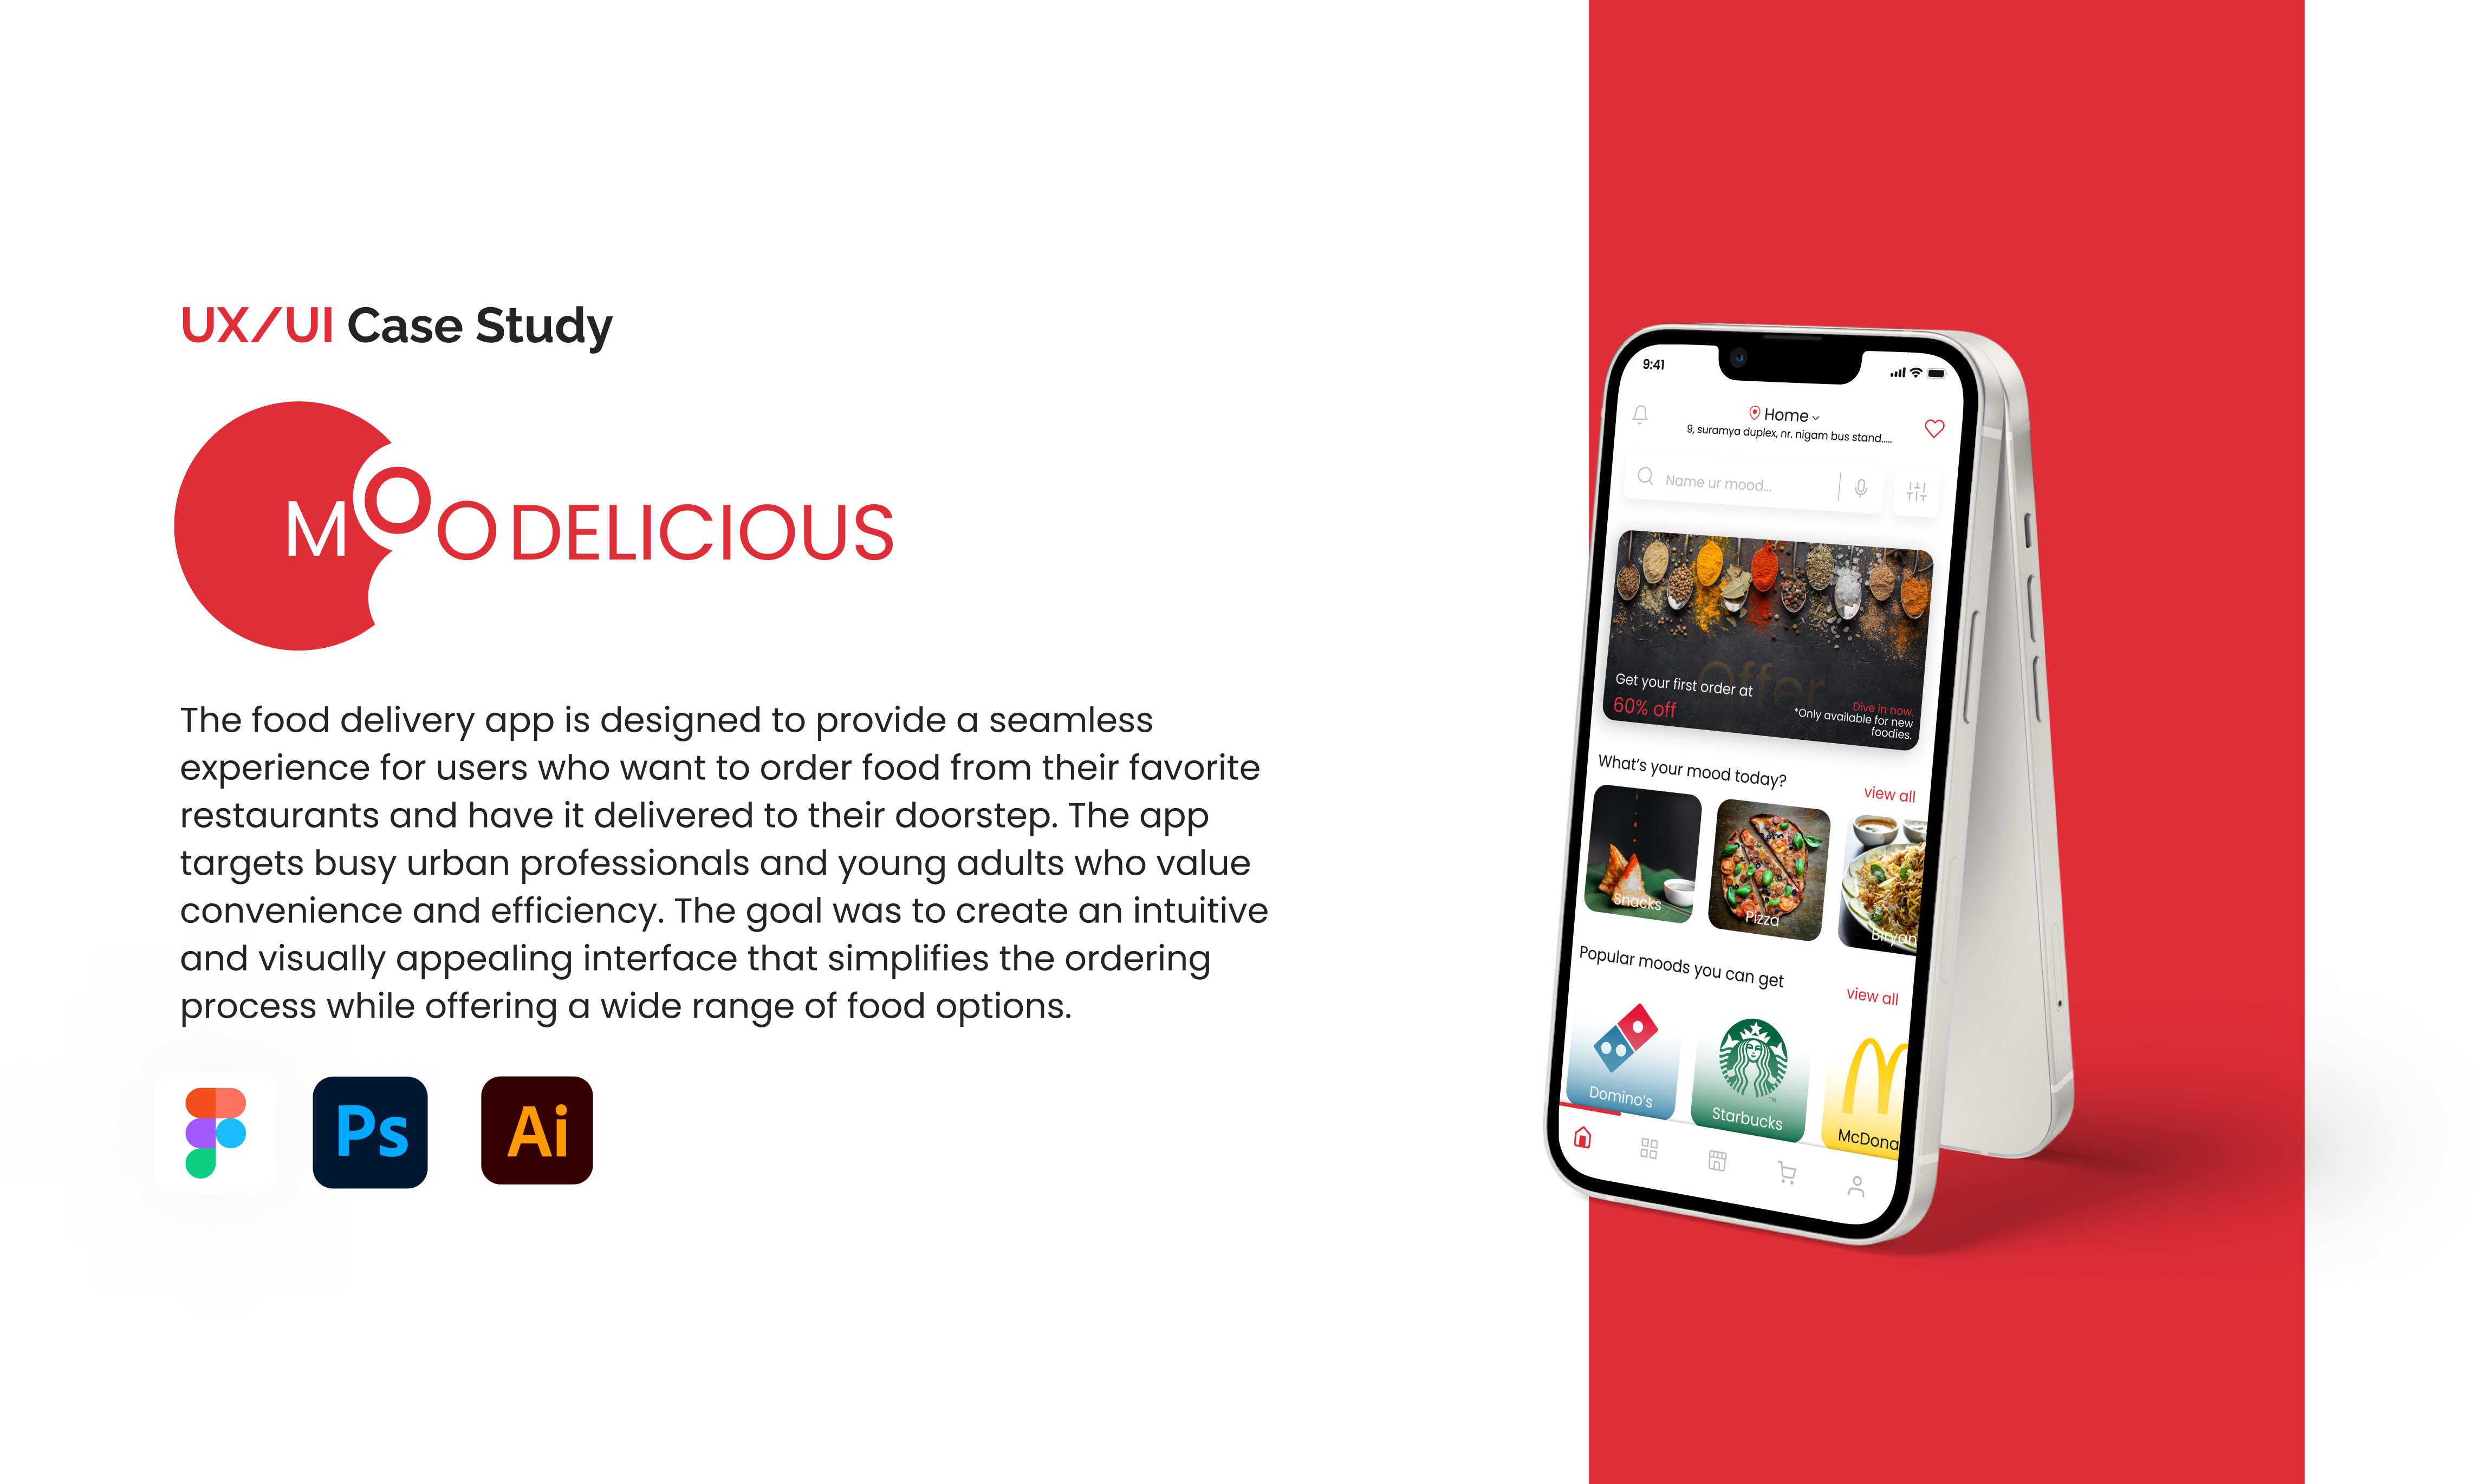 UX/UI Case Study
MOO DELICIOUS
The food delivery app is designed to provide a seamless
experience for users who want to order food from their favorite
restaurants and have it delivered to their doorstep. The app
targets busy urban professionals and young adults who value
convenience and efficiency. The goal was to create an intuitive
and visually appealing interface that simplifies the ordering
process while offering a wide range of food options.
Ps
Ai
9:41
Home
9, suramya duplex, nr. nigam bus stand.....
Name ur mood...
Offer
Get your first order at
60% off
Dive in now.
*Only available for new
foodies.
What's your mood today?
view all
Snacks
Pizza
Biryan
Popular moods you can get
view all
Domino's
Starbucks
McDona
TM